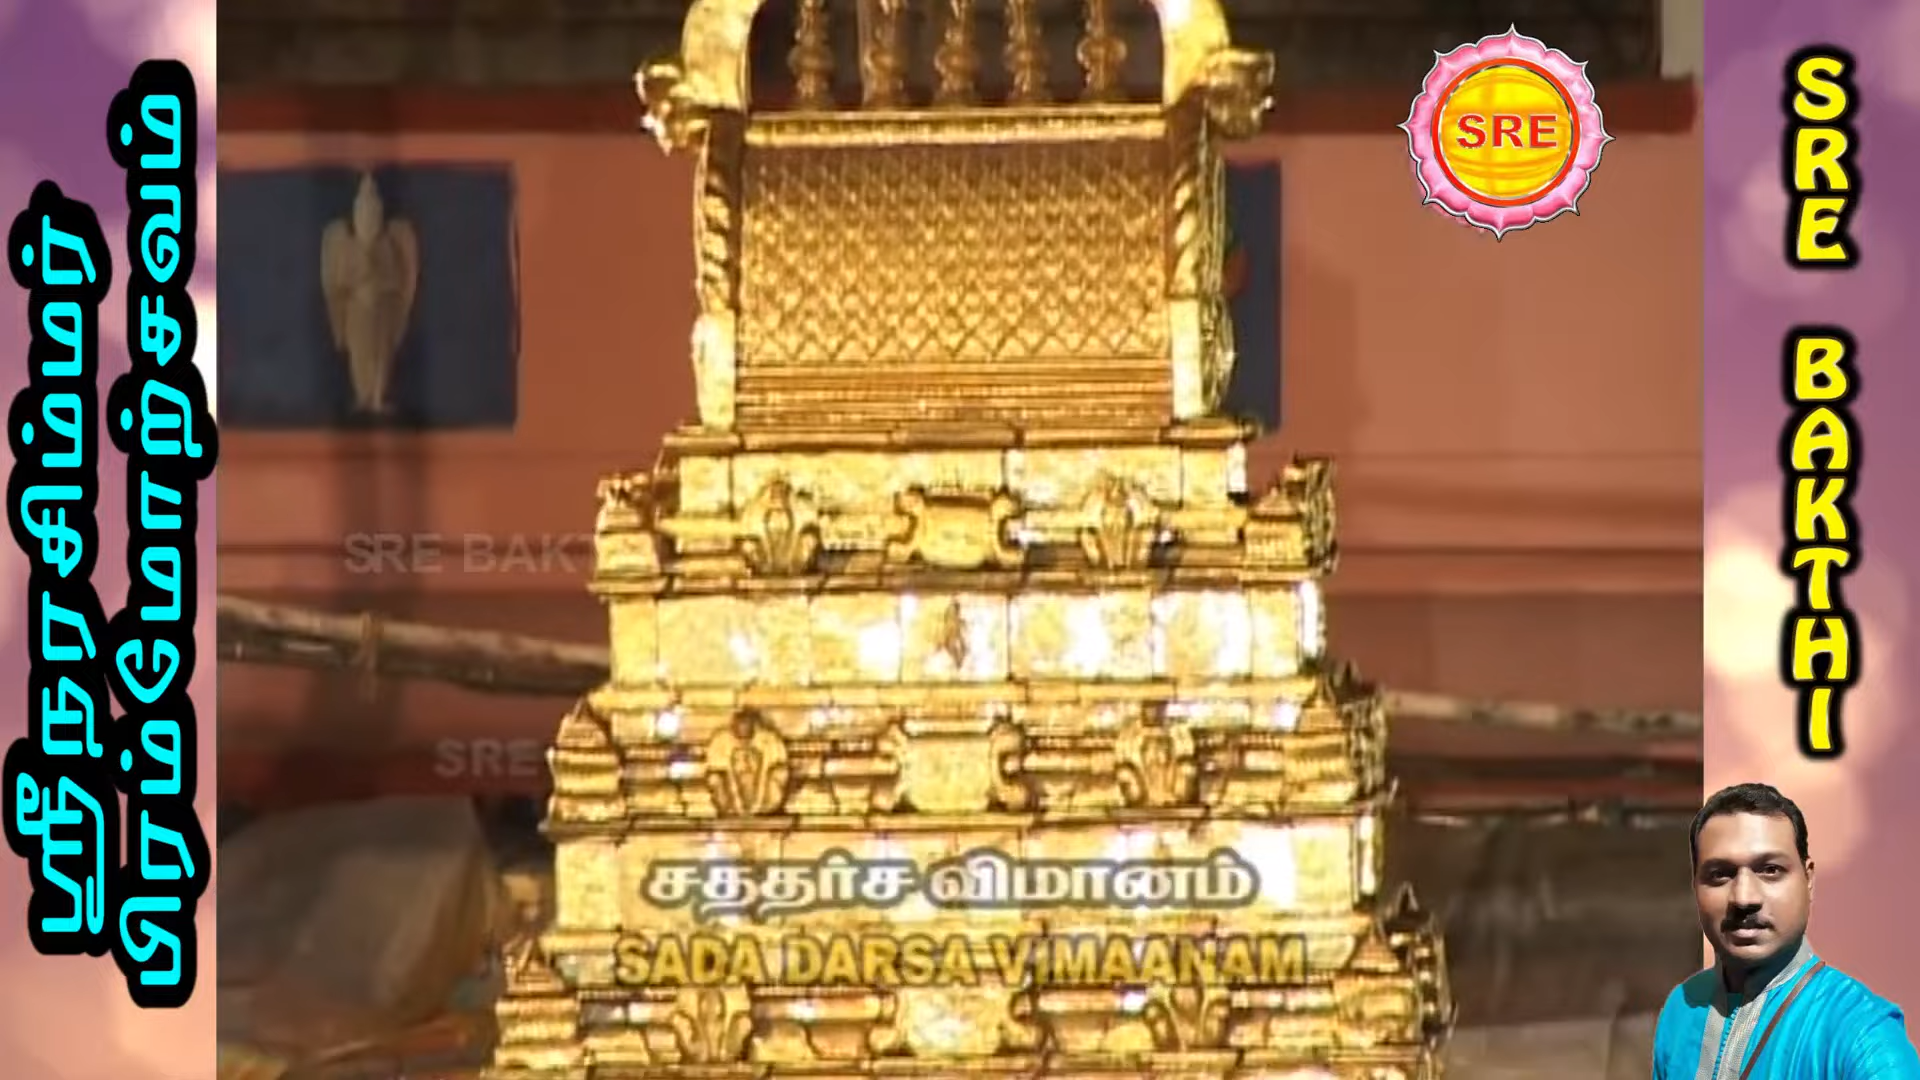 ஸ்ரீநரசிம்மர்
பிரம்மோற்சவம்
SRE
SRE BAKTHI
SRE BAKT
SRE
சததர்ச விமானம்
SADA DARSA VIMAANAM